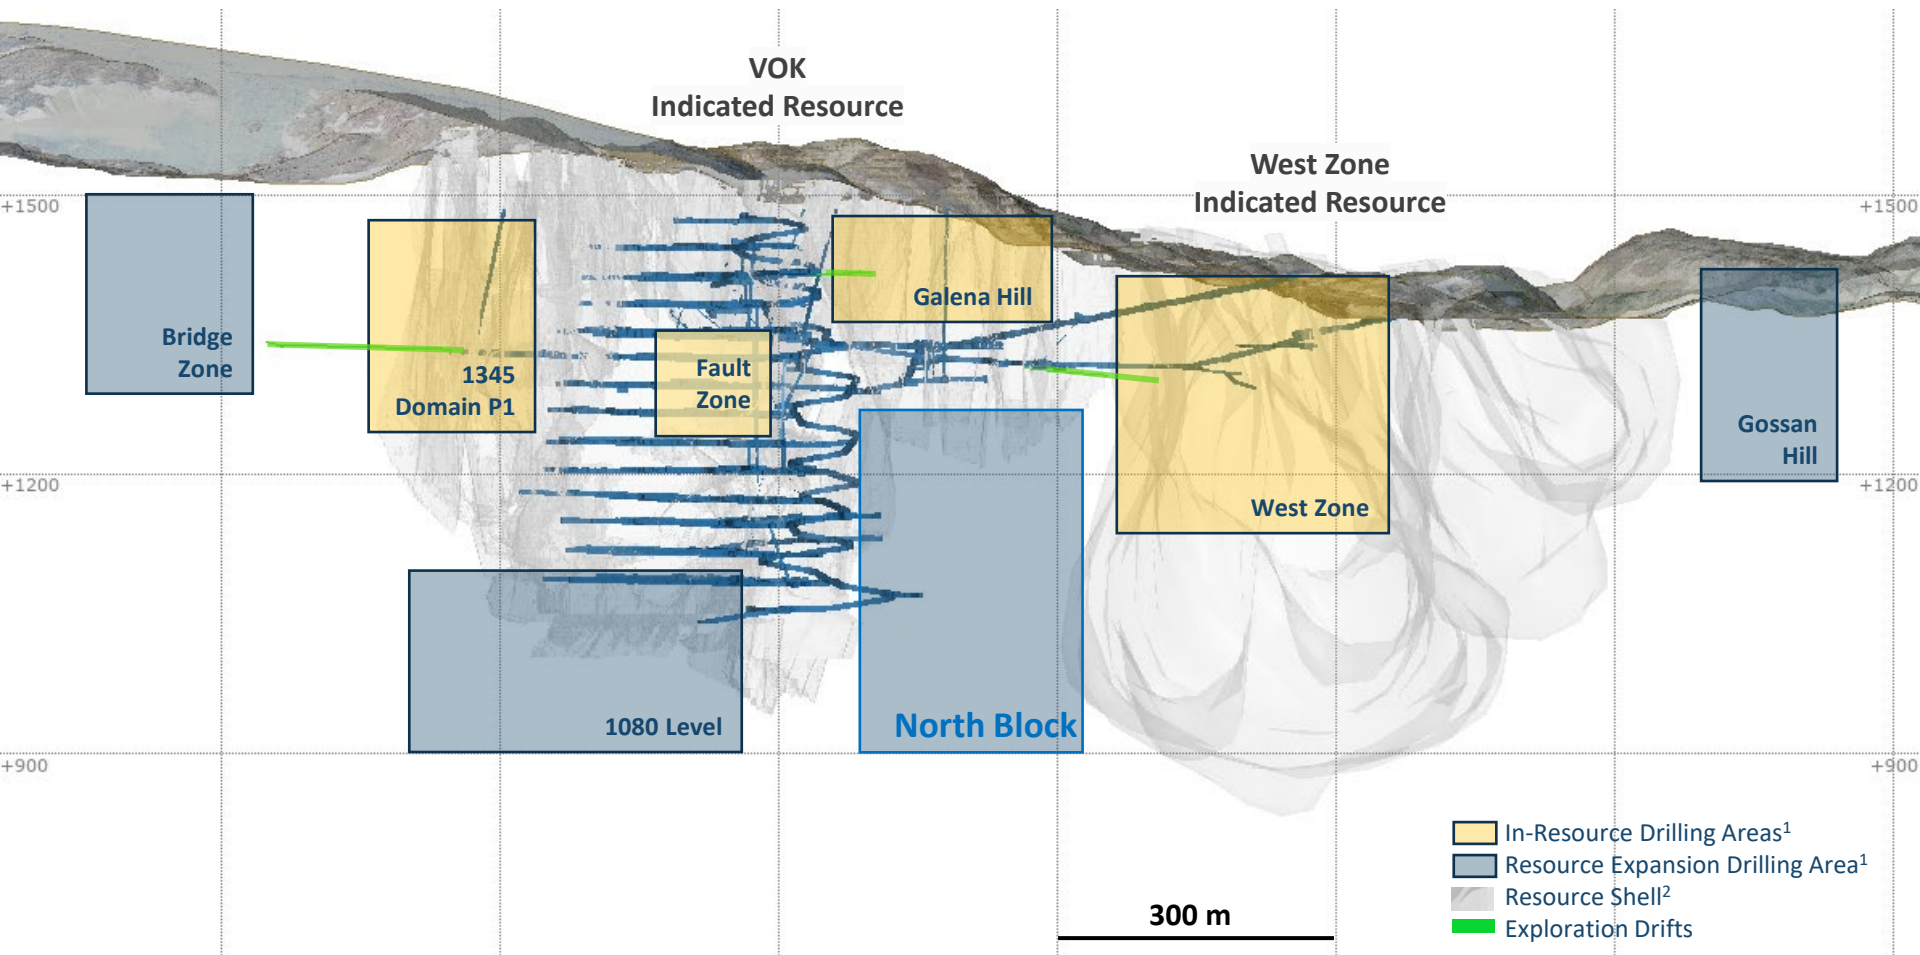 VOK
Indicated Resource
West Zone
Indicated Resource
+1500
+1500
Bridge
Zone
1345
Domain P1
Fault
Zone
Galena Hill
Gossan
Hill
+1200
+1200
West Zone
1080 Level
North Block
+900
+900
300 m
In-Resource Drilling Areas¹
Resource Expansion Drilling Area¹
Resource Shell²
Exploration Drifts